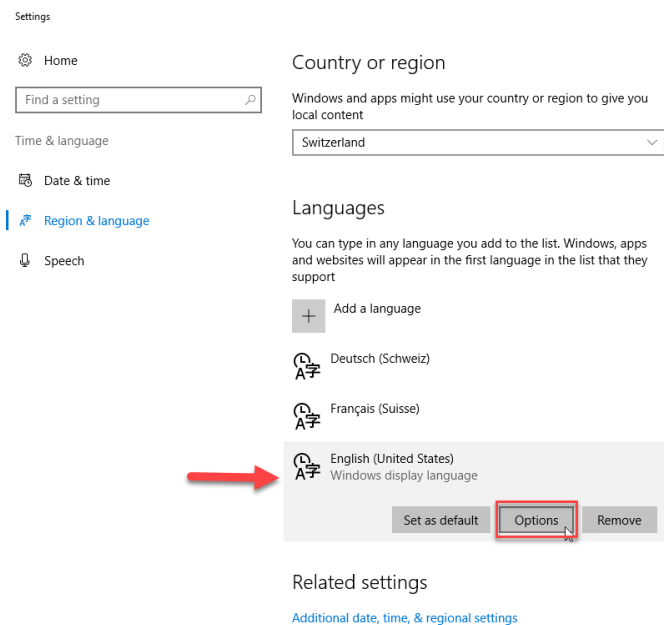 Settings
Home
Find a setting
Time & language
Date & time
Region & language
Speech
Country or region
Windows and apps might use your country or region to give you
local content
Switzerland
Languages
You can type in any language you add to the list. Windows, apps
and websites will appear in the first language in the list that they
support
Add a language
Deutsch (Schweiz)
Français (Suisse)
English (United States)
Windows display language
Set as default Options Remove
Related settings
Additional date, time, & regional settings